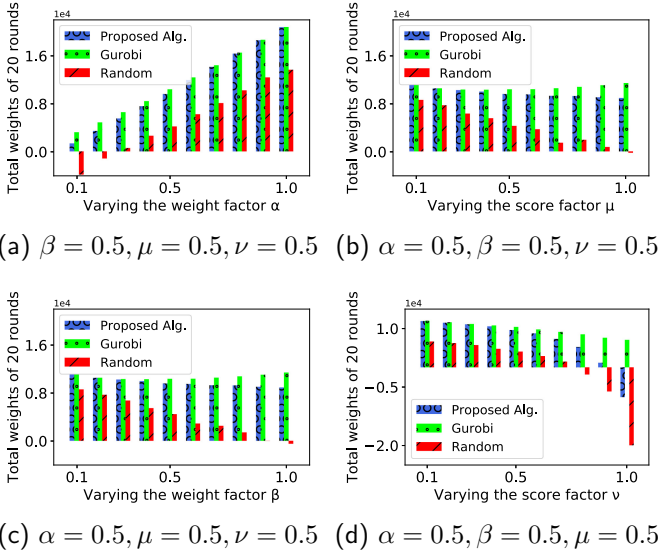 1e4
Total weights of 20 rounds
1.6
0.8
0.0
Proposed Alg.
Gurobi
Random
0.1 0.5 1.0
Varying the weight factor α
(a) β = 0.5, μ = 0.5, ν = 0.5
1e4
Total weights of 20 rounds
1.6
0.8
0.0
Proposed Alg.
Gurobi
Random
0.1 0.5 1.0
Varying the score factor μ
(b) α = 0.5, β = 0.5, ν = 0.5
1e4
Total weights of 20 rounds
1.6
0.8
0.0
Proposed Alg.
Gurobi
Random
0.1 0.5 1.0
Varying the weight factor β
(c) α = 0.5, μ = 0.5, ν = 0.5
1e4
Total weights of 20 rounds
1.0
−0.5
−2.0
Proposed Alg.
Gurobi
Random
0.1 0.5 1.0
Varying the score factor ν
(d) α = 0.5, β = 0.5, μ = 0.5